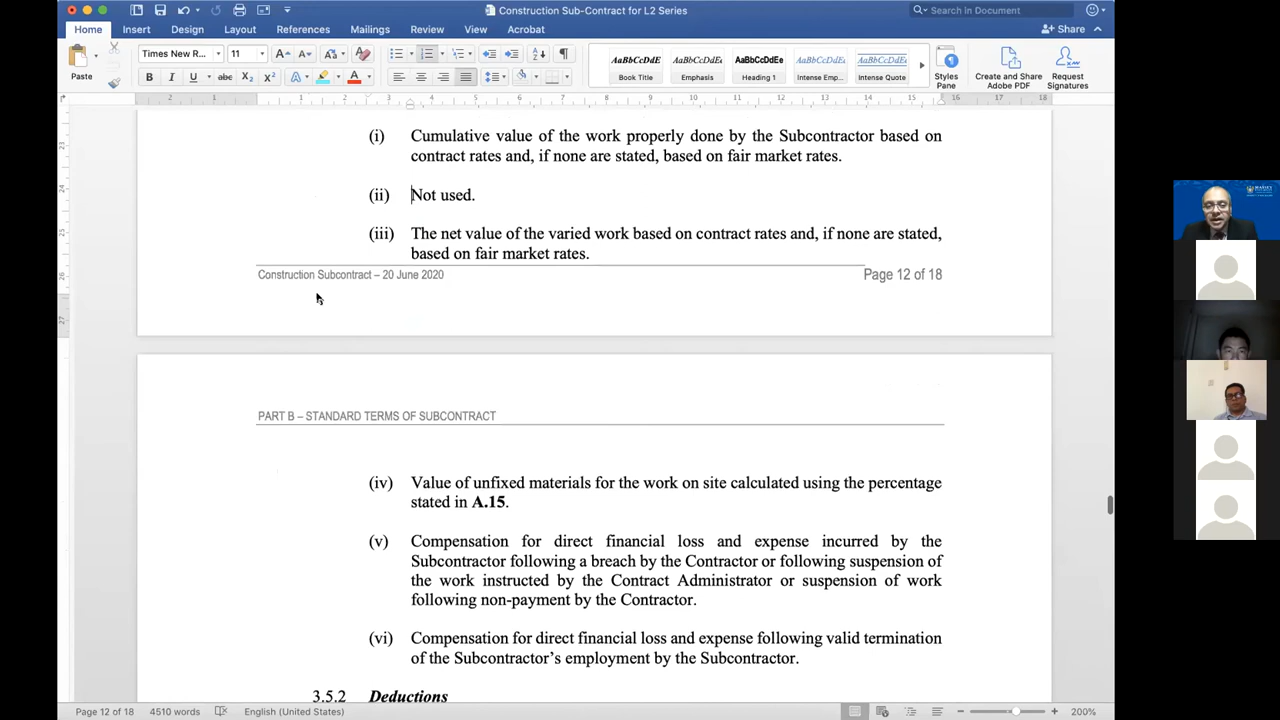 Construction Sub-Contract for L2 Series
Search in Document
Home Insert Design Layout References Mailings Review View Acrobat
Share
Paste
Times New R... 11
Book Title
Emphasis
Heading 1
Intense Emp...
Intense Quote
Styles Pane
Create and Share Adobe PDF
Request Signatures
(i) Cumulative value of the work properly done by the Subcontractor based on
contract rates and, if none are stated, based on fair market rates.
(ii) Not used.
(iii) The net value of the varied work based on contract rates and, if none are stated,
based on fair market rates.
Construction Subcontract – 20 June 2020 Page 12 of 18
PART B – STANDARD TERMS OF SUBCONTRACT
(iv) Value of unfixed materials for the work on site calculated using the percentage
stated in A.15.
(v) Compensation for direct financial loss and expense incurred by the
Subcontractor following a breach by the Contractor or following suspension of
the work instructed by the Contract Administrator or suspension of work
following non-payment by the Contractor.
(vi) Compensation for direct financial loss and expense following valid termination
of the Subcontractor's employment by the Subcontractor.
3.5.2 Deductions
Page 12 of 18 4510 words English (United States) 200%